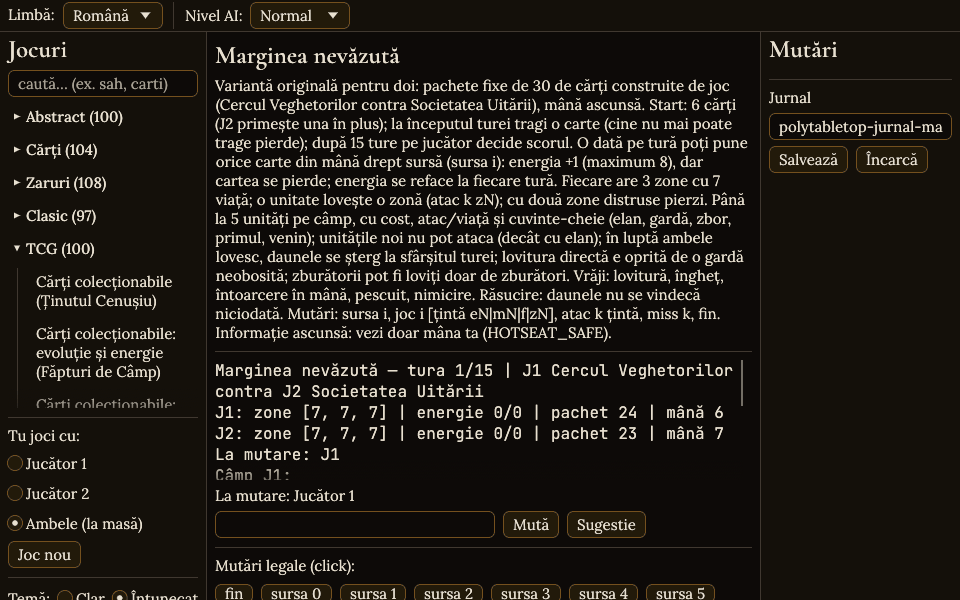 Limbă:
Română
Nivel AI:
Normal
Jocuri
caută... (ex. sah, carti)
Abstract (100)
Cărți (104)
Zaruri (108)
Clasic (97)
TCG (100)
Cărți colecționabile
(Ținutul Cenușiu)
Cărți colecționabile:
evoluție și energie
(Făpturi de Câmp)
Cărți colecționabile:
Tu joci cu:
Jucător 1
Jucător 2
Ambele (la masă)
Joc nou
Temă:
Clar
Întunecat
Marginea nevăzută
Variantă originală pentru doi: pachete fixe de 30 de cărți construite de joc
(Cercul Veghetorilor contra Societatea Uitării), mână ascunsă. Start: 6 cărți
(J2 primește una în plus); la începutul turei tragi o carte (cine nu mai poate
trage pierde); după 15 ture pe jucător decide scorul. O dată pe tură poți pune
orice carte din mână drept sursă (sursa i): energia +1 (maximum 8), dar
cartea se pierde; energia se reface la fiecare tură. Fiecare are 3 zone cu 7
viață; o unitate lovește o zonă (atac k zN); cu două zone distruse pierzi. Până
la 5 unități pe câmp, cu cost, atac/viață și cuvinte-cheie (elan, gardă, zbor,
primul, venin); unitățile noi nu pot ataca (decât cu elan); în luptă ambele
lovesc, daunele se șterg la sfârșitul turei; lovitura directă e oprită de o gardă
neobosită; zburătorii pot fi loviți doar de zburători. Vrăji: lovitură, îngheț,
întoarcere în mână, pescuit, nimicire. Răsucire: daunele nu se vindecă
niciodată. Mutări: sursa i, joc i [țintă eN|mN|f|zN], atac k țintă, miss k, fin.
Informație ascunsă: vezi doar mâna ta (HOTSEAT_SAFE).
Marginea nevăzută — tura 1/15 | J1 Cercul Veghetorilor
contra J2 Societatea Uitării
J1: zone [7, 7, 7] | energie 0/0 | pachet 24 | mână 6
J2: zone [7, 7, 7] | energie 0/0 | pachet 23 | mână 7
La mutare: J1
Câmp J1:
La mutare: Jucător 1
Mută
Sugestie
Mutări legale (click):
fin
sursa 0
sursa 1
sursa 2
sursa 3
sursa 4
sursa 5
Mutări
Jurnal
polytabletop-jurnal-ma
Salvează
Încarcă